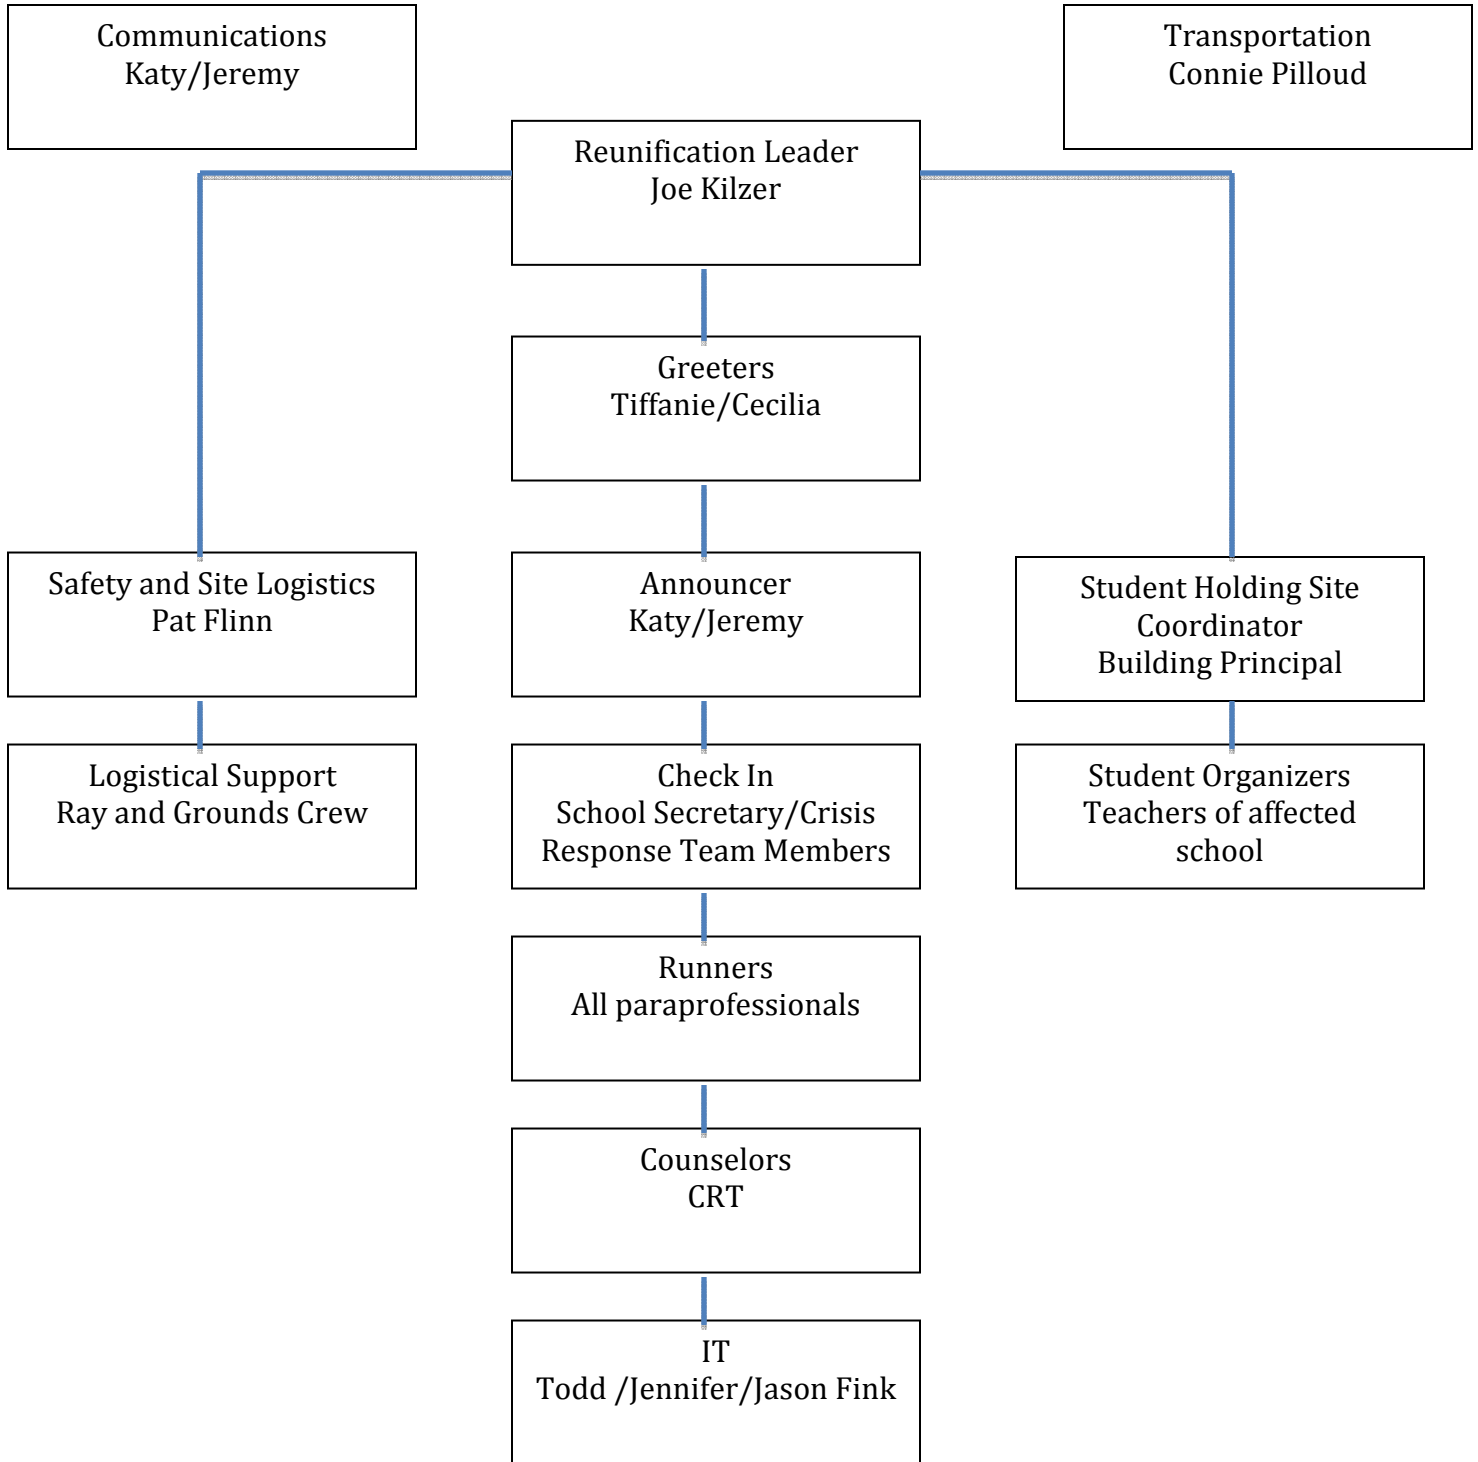 Communications
Katy/Jeremy
Transportation
Connie Pilloud
Reunification Leader
Joe Kilzer
Greeters
Tiffanie/Cecilia
Safety and Site Logistics
Pat Flinn
Announcer
Katy/Jeremy
Student Holding Site
Coordinator
Building Principal
Logistical Support
Ray and Grounds Crew
Check In
School Secretary/Crisis
Response Team Members
Student Organizers
Teachers of affected
school
Runners
All paraprofessionals
Counselors
CRT
IT
Todd /Jennifer/Jason Fink